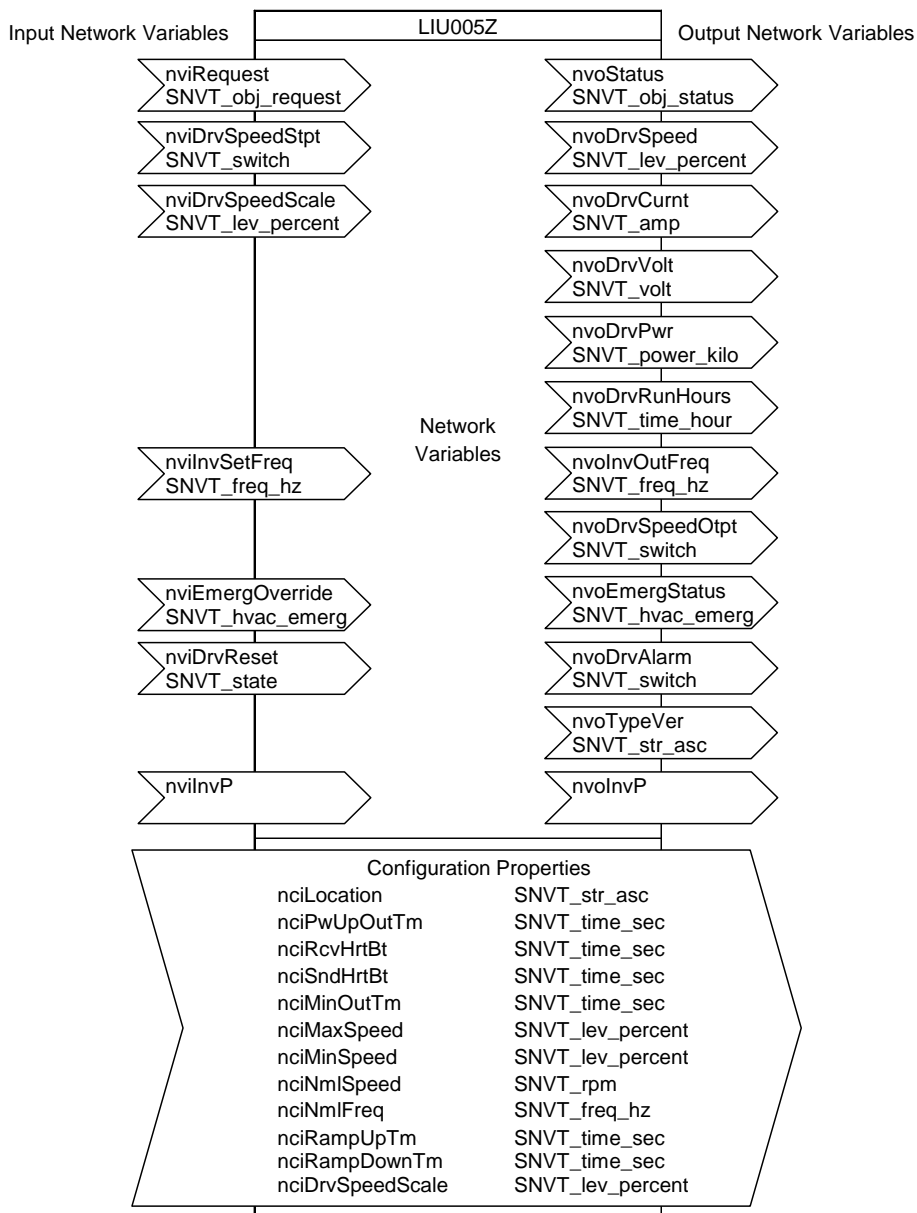 LIU005Z
Input Network Variables
Output Network Variables
nviRequest
SNVT_obj_request
nviDrvSpeedStpt
SNVT_switch
nviDrvSpeedScale
SNVT_lev_percent
nviInvSetFreq
SNVT_freq_hz
nviEmergOverride
SNVT_hvac_emerg
nviDrvReset
SNVT_state
nviInvP
Network
Variables
nvoStatus
SNVT_obj_status
nvoDrvSpeed
SNVT_lev_percent
nvoDrvCurnt
SNVT_amp
nvoDrvVolt
SNVT_volt
nvoDrvPwr
SNVT_power_kilo
nvoDrvRunHours
SNVT_time_hour
nvoInvOutFreq
SNVT_freq_hz
nvoDrvSpeedOtpt
SNVT_switch
nvoEmergStatus
SNVT_hvac_emerg
nvoDrvAlarm
SNVT_switch
nvoTypeVer
SNVT_str_asc
nvoInvP
Configuration Properties
nciLocation SNVT_str_asc
nciPwUpOutTm SNVT_time_sec
nciRcvHrtBt SNVT_time_sec
nciSndHrtBt SNVT_time_sec
nciMinOutTm SNVT_time_sec
nciMaxSpeed SNVT_lev_percent
nciMinSpeed SNVT_lev_percent
nciNmlSpeed SNVT_rpm
nciNmlFreq SNVT_freq_hz
nciRampUpTm SNVT_time_sec
nciRampDownTm SNVT_time_sec
nciDrvSpeedScale SNVT_lev_percent